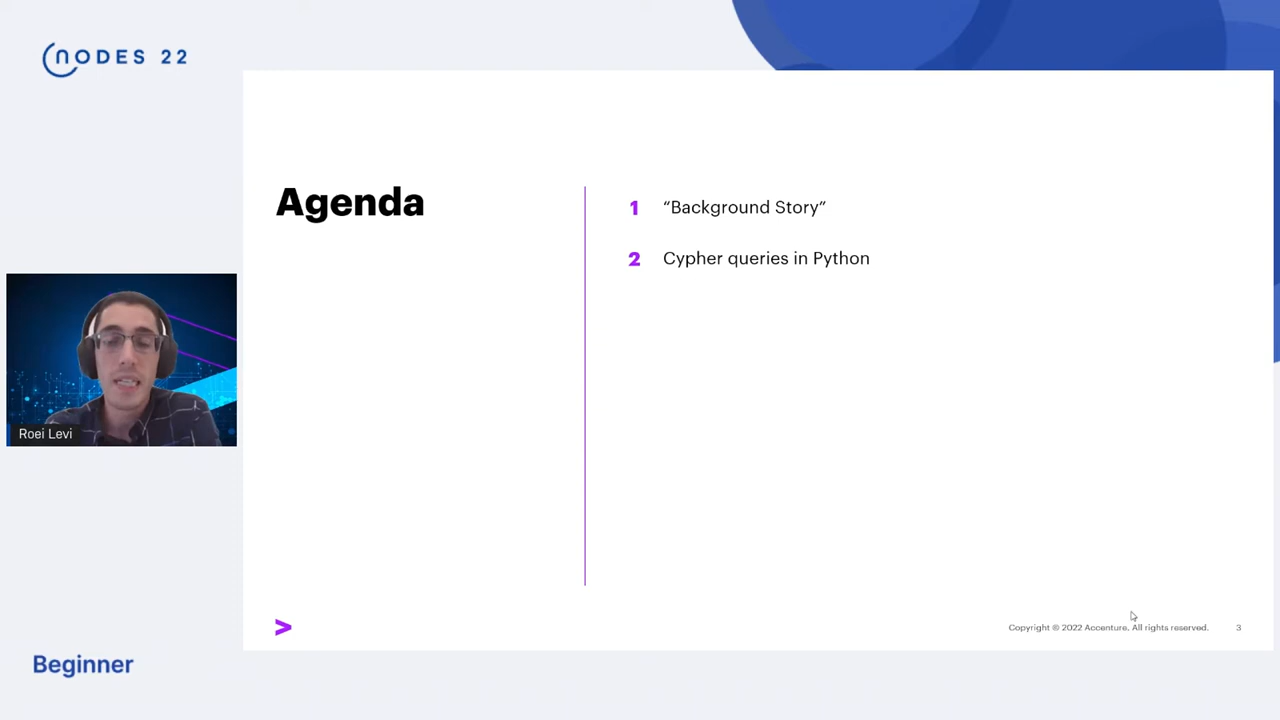 NODES 22
Agenda
1 “Background Story”
2 Cypher queries in Python
Roei Levi
>
Copyright © 2022 Accenture. All rights reserved. 3
Beginner